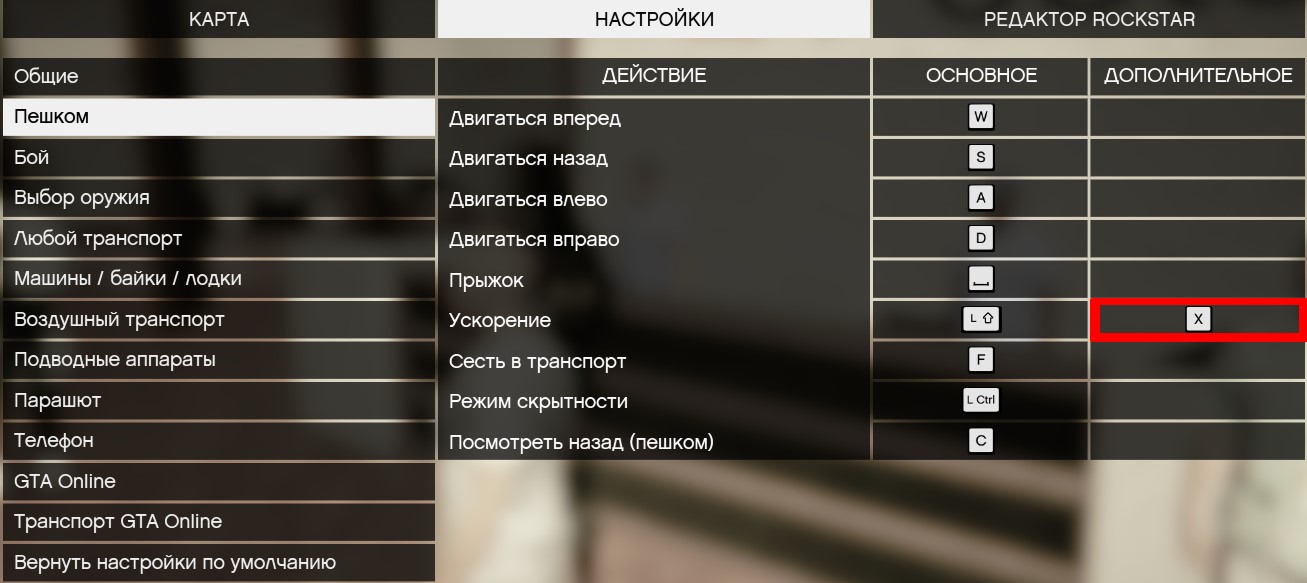 КАРТА НАСТРОЙКИ РЕДАКТОР ROCKSTAR
Общие ДЕЙСТВИЕ ОСНОВНОЕ ДОПОЛНИТЕЛЬНОЕ
Пешком Двигаться вперед W
Бой Двигаться назад S
Выбор оружия Двигаться влево A
Любой транспорт Двигаться вправо D
Машины / байки / лодки Прыжок
Воздушный транспорт Ускорение L ⇧ X
Подводные аппараты Сесть в транспорт F
Парашют Режим скрытности L Ctrl
Телефон Посмотреть назад (пешком) C
GTA Online
Транспорт GTA Online
Вернуть настройки по умолчанию